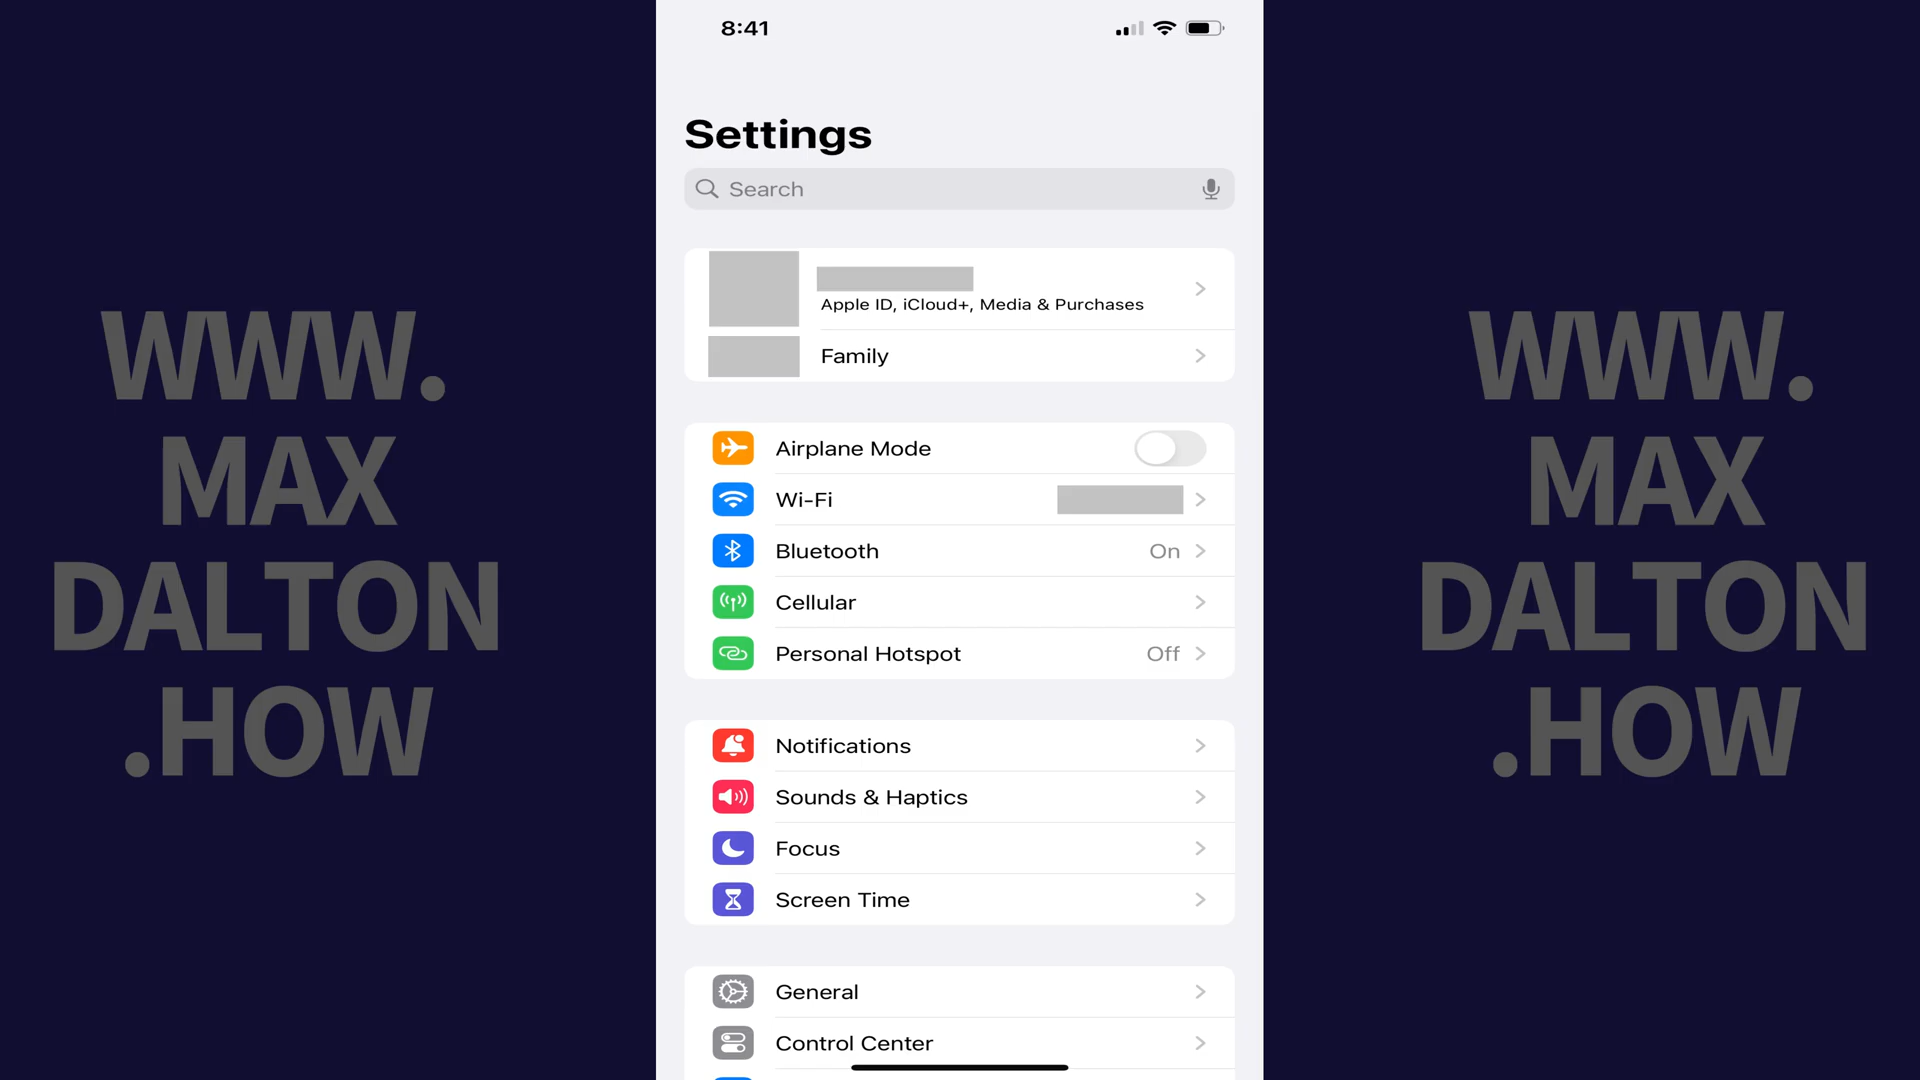 8:41
Settings
Search
Apple ID, iCloud+, Media & Purchases
Family
Airplane Mode
Wi-Fi
Bluetooth On
Cellular
Personal Hotspot Off
Notifications
Sounds & Haptics
Focus
Screen Time
General
Control Center
WWW.
MAX
DALTON
.HOW
WWW.
MAX
DALTON
.HOW